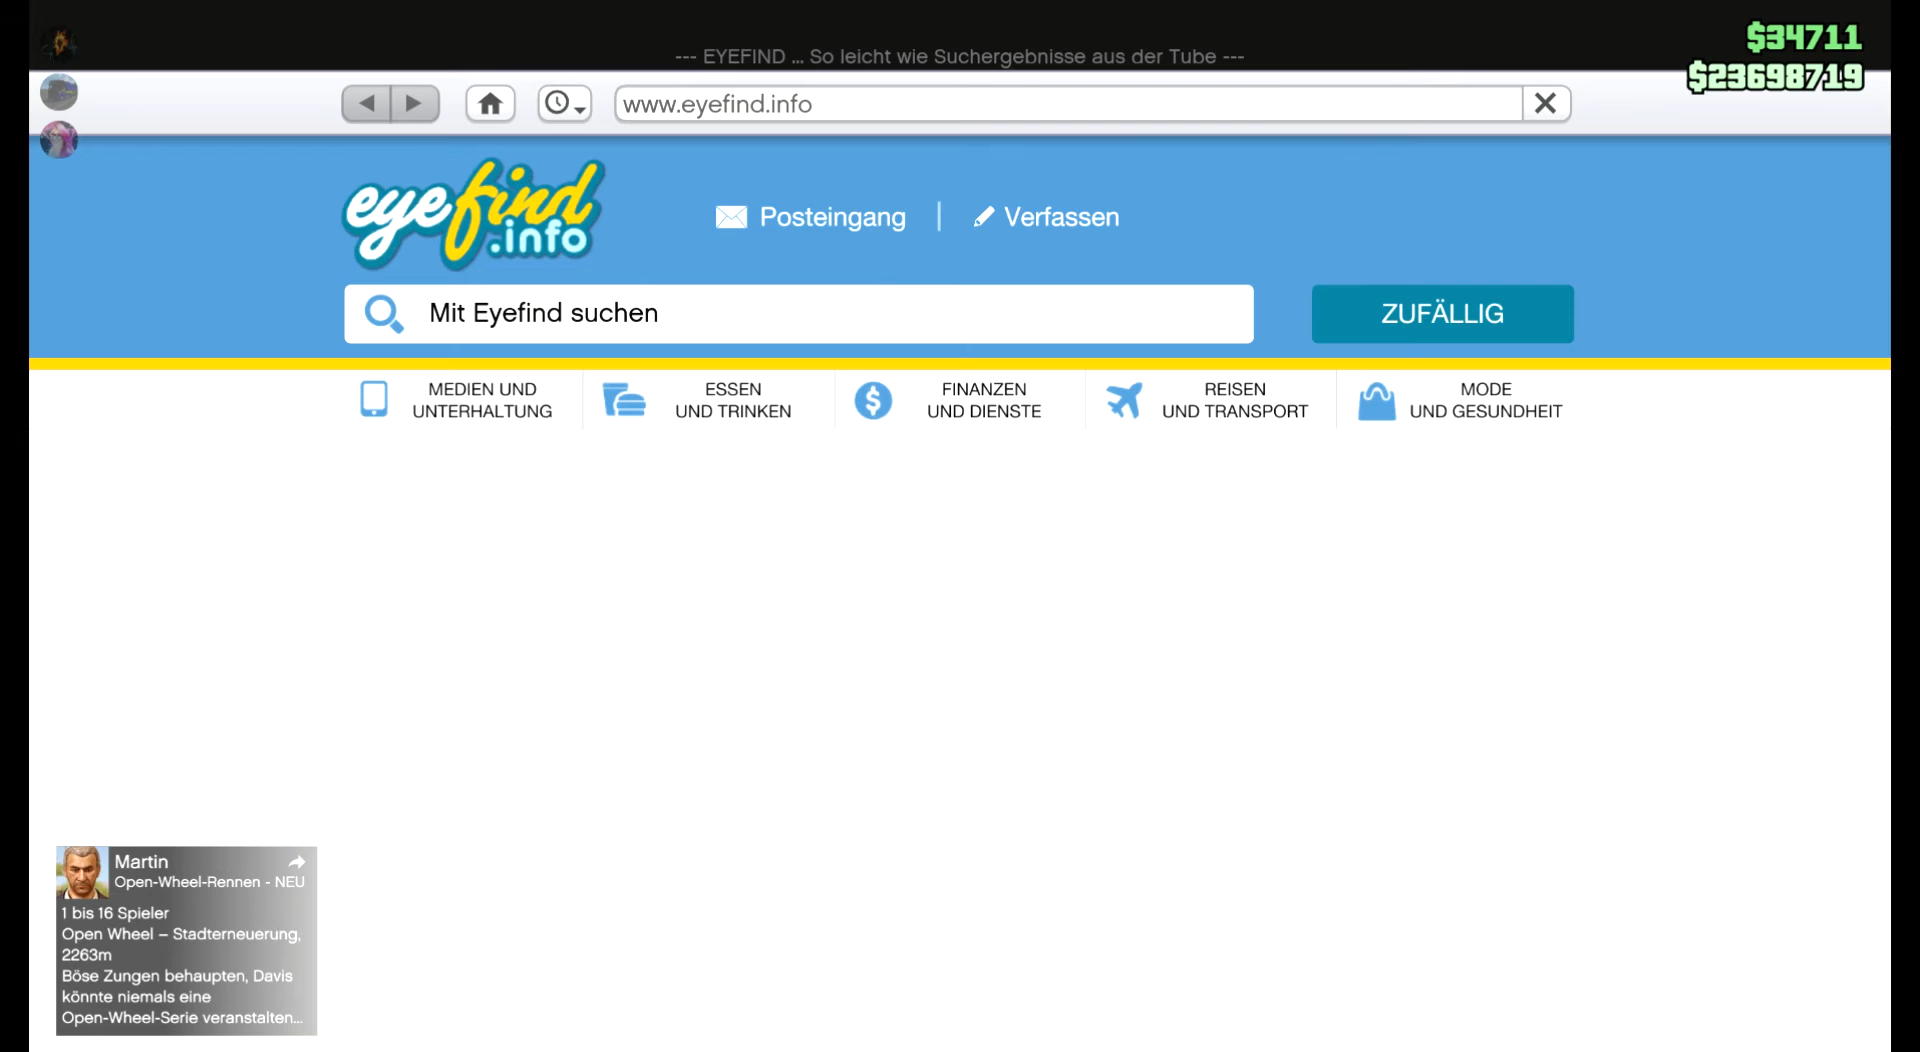 --- EYEFIND ... So leicht wie Suchergebnisse aus der Tube ---
$34711
$23698719
www.eyefind.info
eyefind
.info
Posteingang
Verfassen
Mit Eyefind suchen
ZUFÄLLIG
MEDIEN UND
UNTERHALTUNG
ESSEN
UND TRINKEN
FINANZEN
UND DIENSTE
REISEN
UND TRANSPORT
MODE
UND GESUNDHEIT
Martin
Open-Wheel-Rennen - NEU
1 bis 16 Spieler
Open Wheel – Stadterneuerung,
2263m
Böse Zungen behaupten, Davis
könnte niemals eine
Open-Wheel-Serie veranstalten...